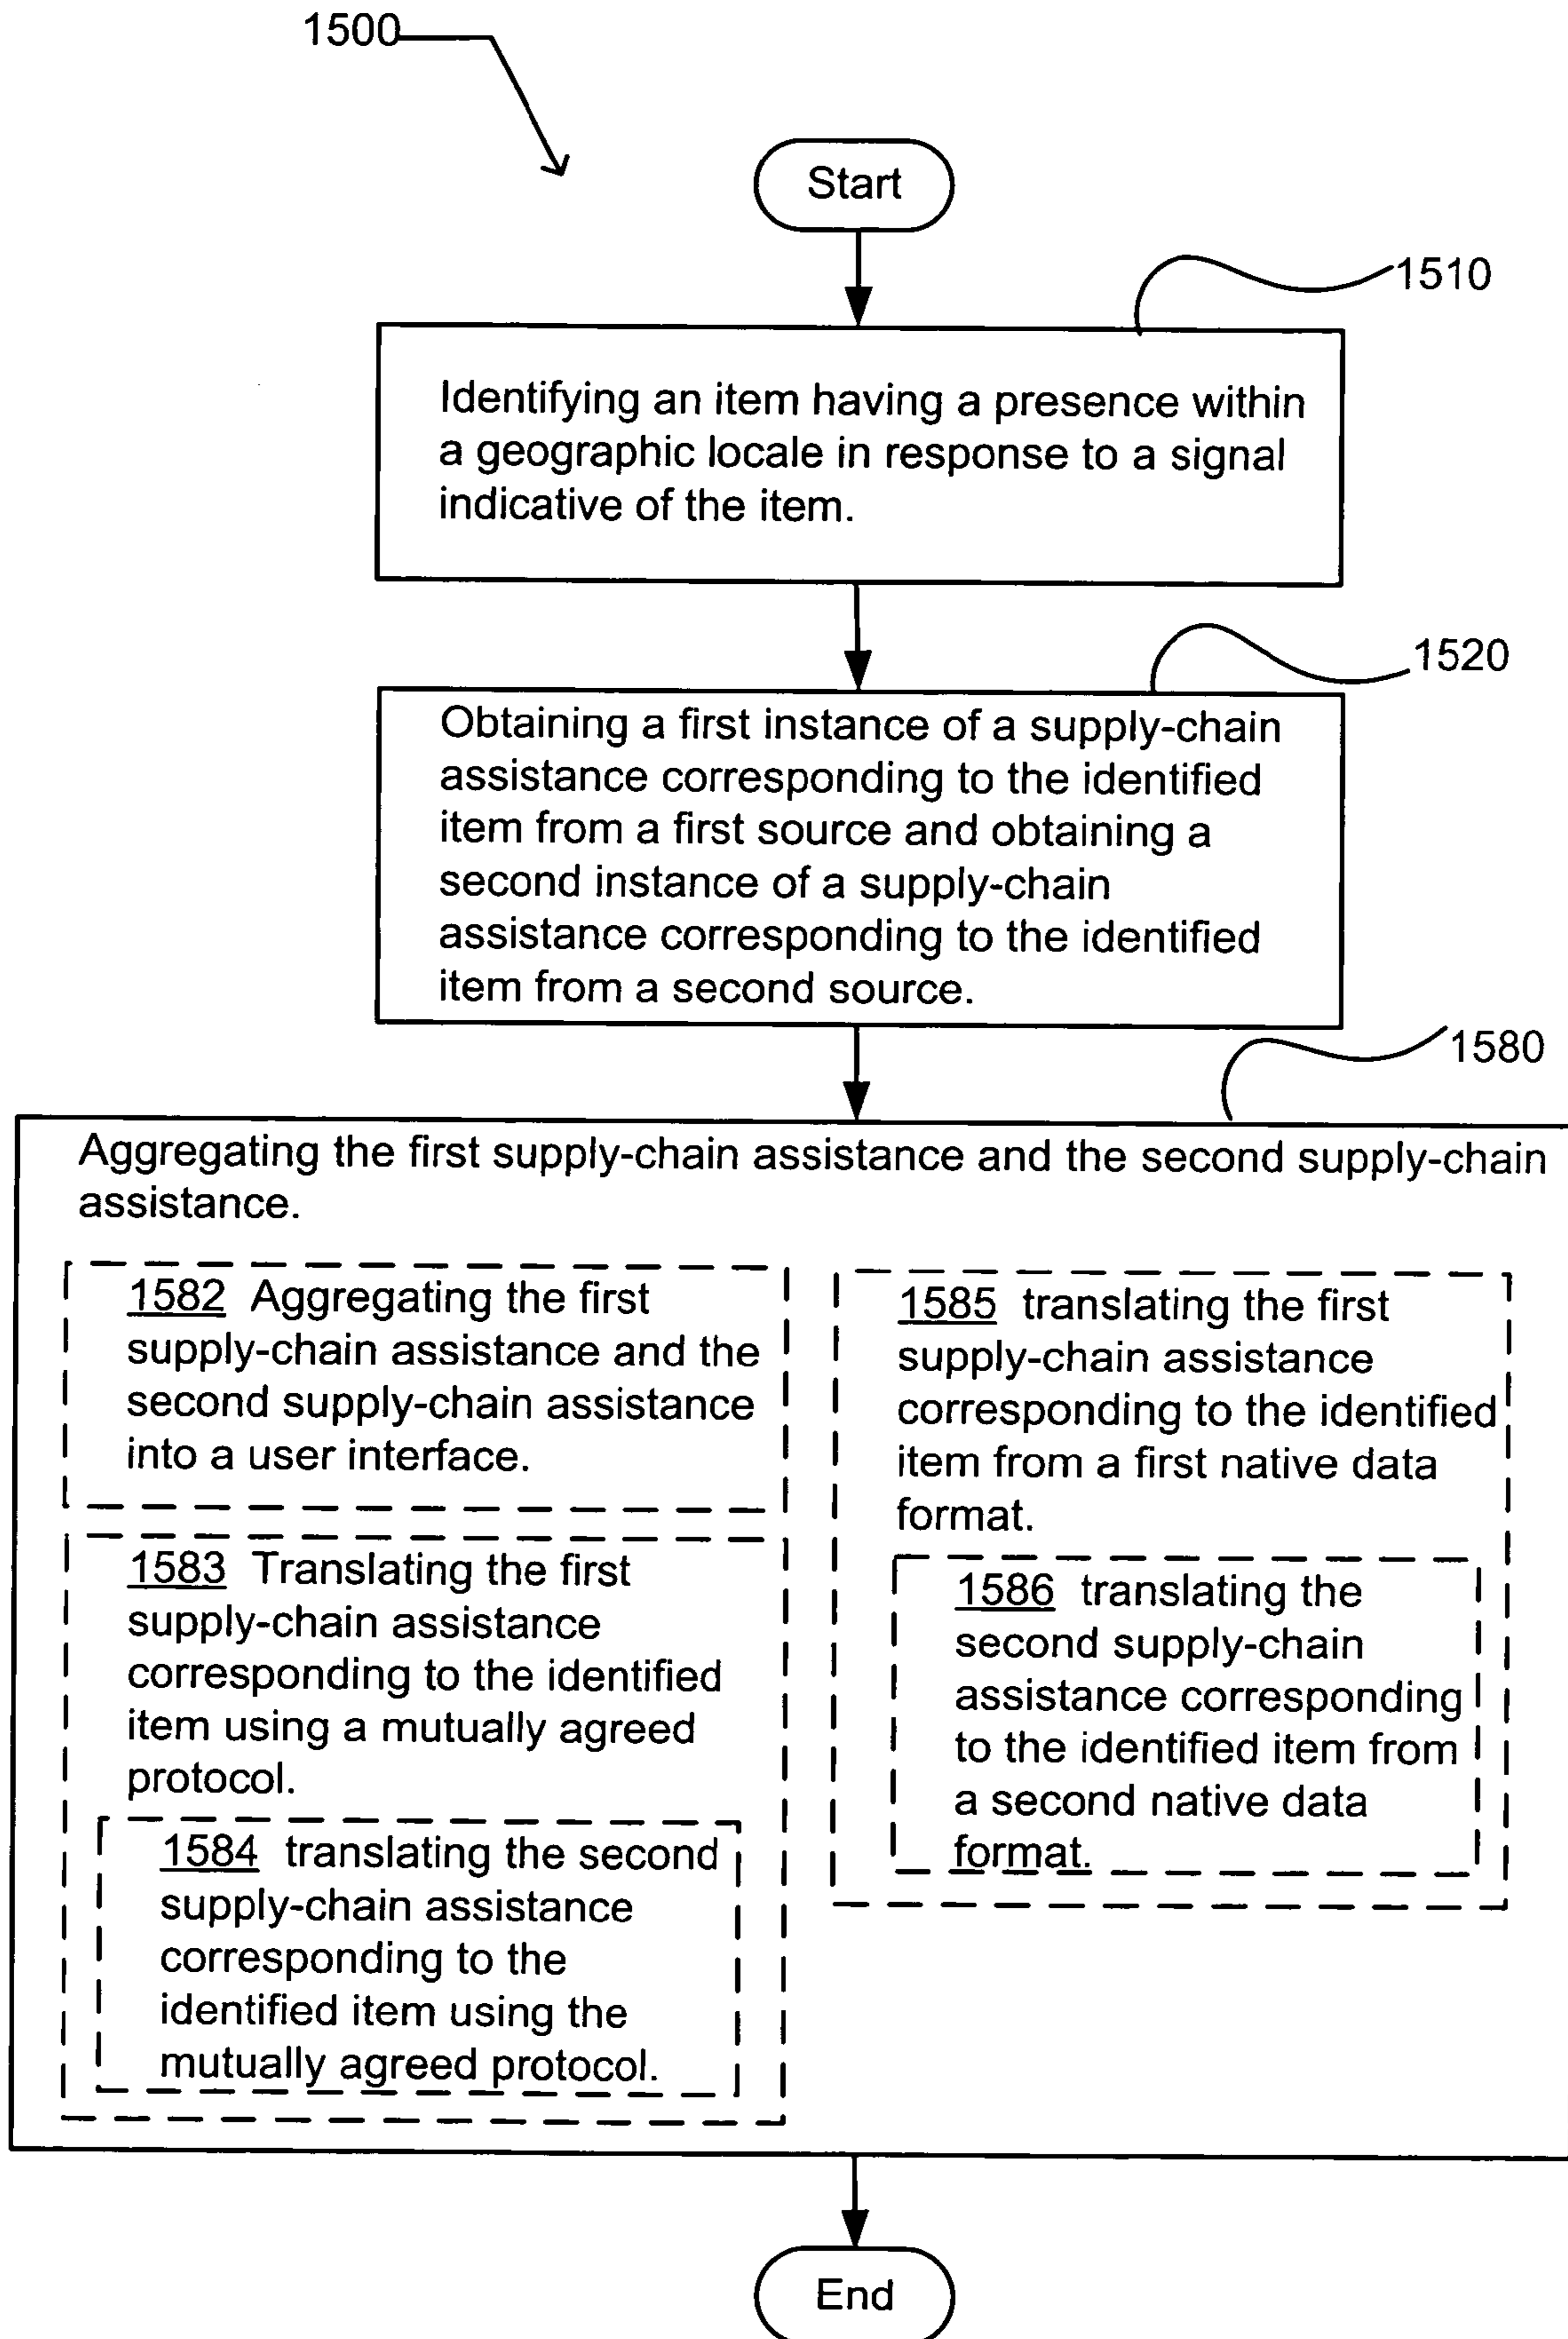 1500
Start
1510
Identifying an item having a presence within
a geographic locale in response to a signal
indicative of the item.
1520
Obtaining a first instance of a supply-chain
assistance corresponding to the identified
item from a first source and obtaining a
second instance of a supply-chain
assistance corresponding to the identified
item from a second source.
1580
Aggregating the first supply-chain assistance and the second supply-chain
assistance.
1582 Aggregating the first
supply-chain assistance and the
second supply-chain assistance
into a user interface.
1583 Translating the first
supply-chain assistance
corresponding to the identified
item using a mutually agreed
protocol.
1584 translating the second
supply-chain assistance
corresponding to the
identified item using the
mutually agreed protocol.
1585 translating the first
supply-chain assistance
corresponding to the identified
item from a first native data
format.
1586 translating the
second supply-chain
assistance corresponding
to the identified item from
a second native data
format.
End